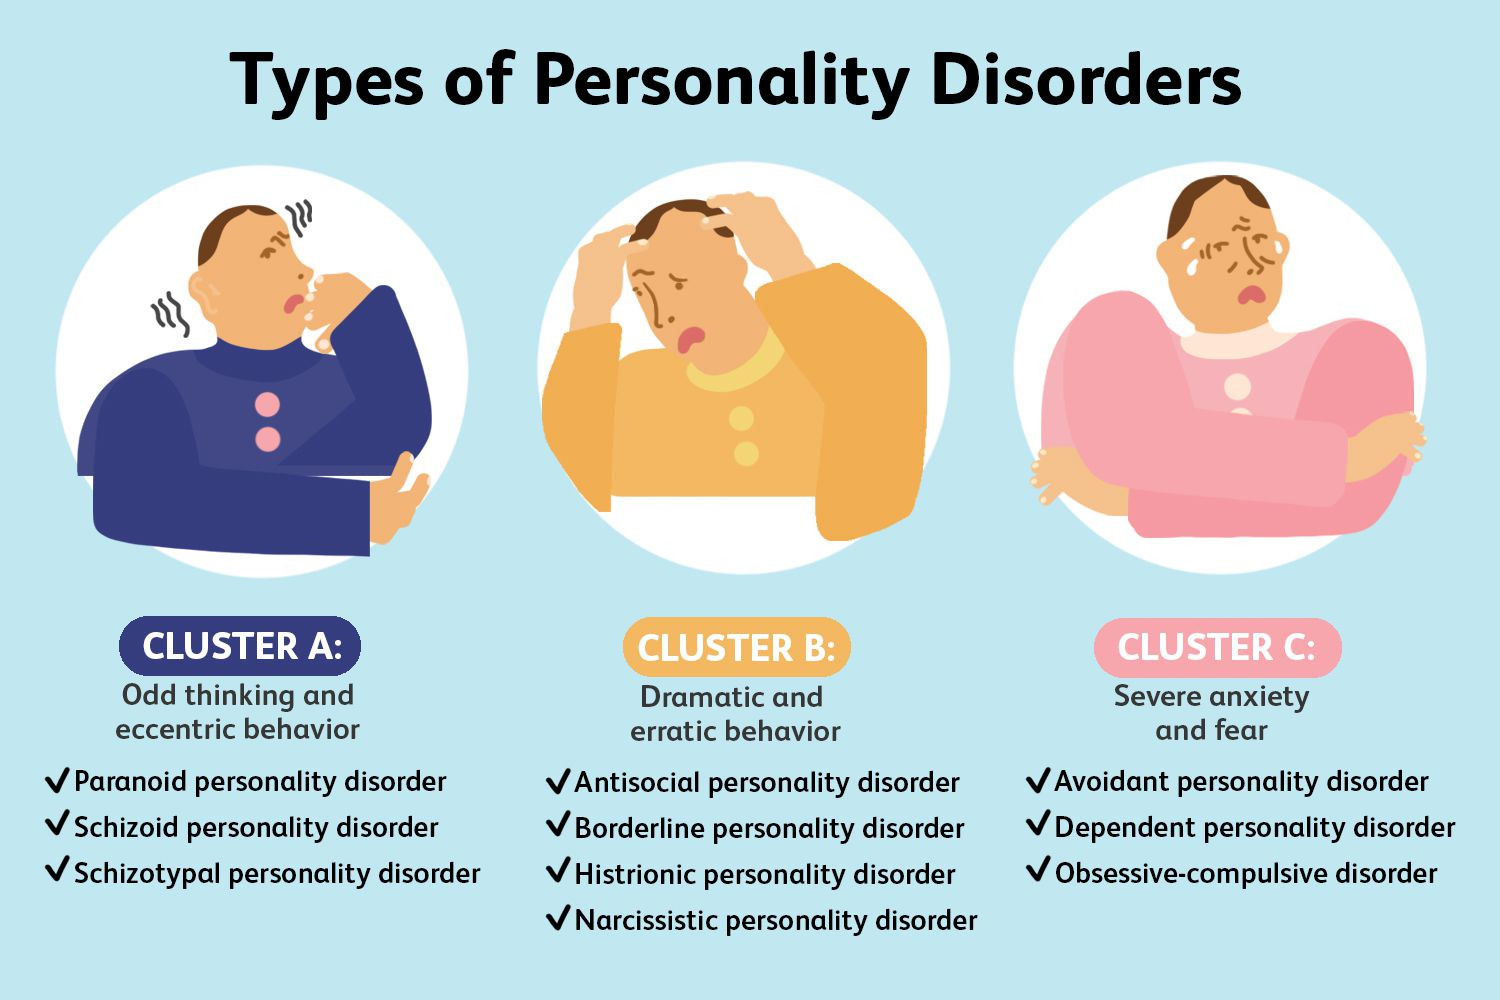 Types of Personality Disorders
CLUSTER A:
Odd thinking and
eccentric behavior
Paranoid personality disorder
Schizoid personality disorder
Schizotypal personality disorder
CLUSTER B:
Dramatic and
erratic behavior
Antisocial personality disorder
Borderline personality disorder
Histrionic personality disorder
Narcissistic personality disorder
CLUSTER C:
Severe anxiety
and fear
Avoidant personality disorder
Dependent personality disorder
Obsessive-compulsive disorder